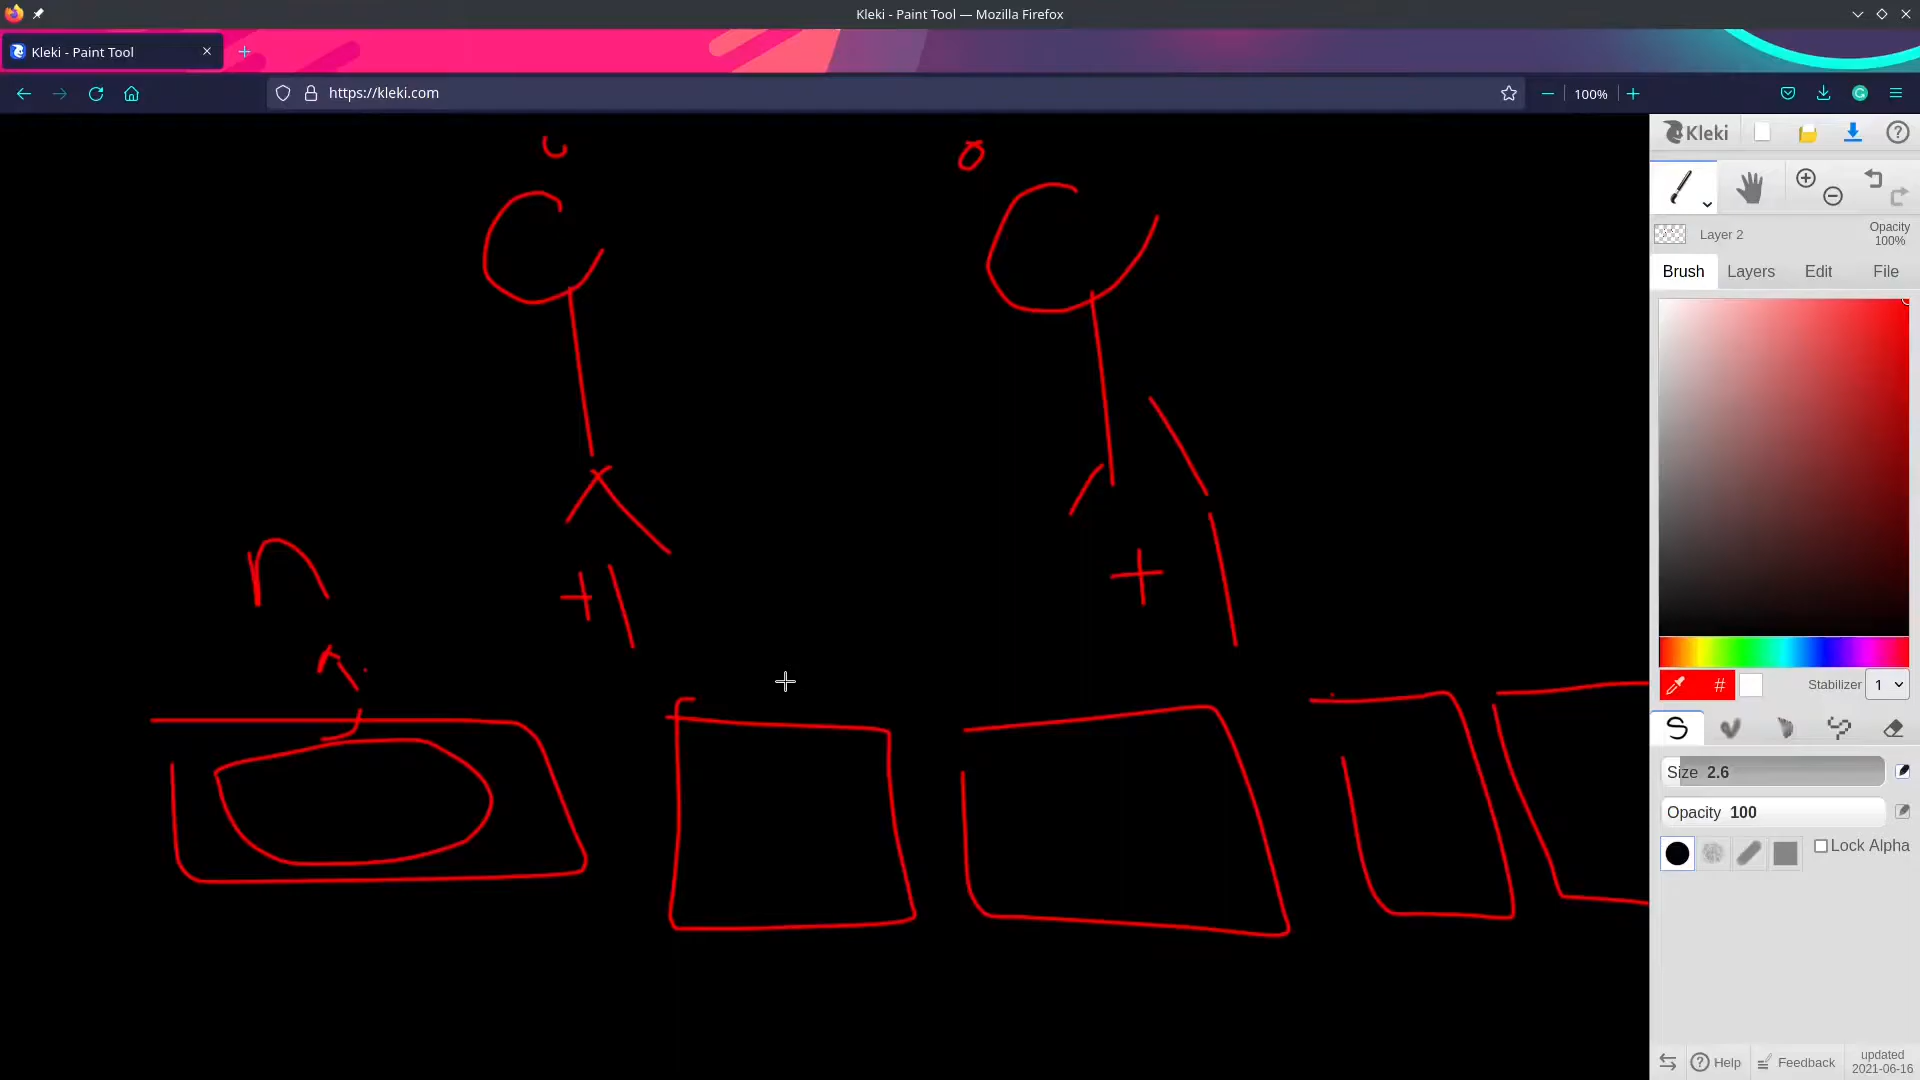 Kleki - Paint Tool — Mozilla Firefox
Kleki - Paint Tool
https://kleki.com
100%
Kleki
Layer 2
Opacity
100%
Brush
Layers
Edit
File
n
+1
+
#
Stabilizer
1
S
Size 2.6
Opacity 100
Lock Alpha
Help
Feedback
updated
2021-06-16